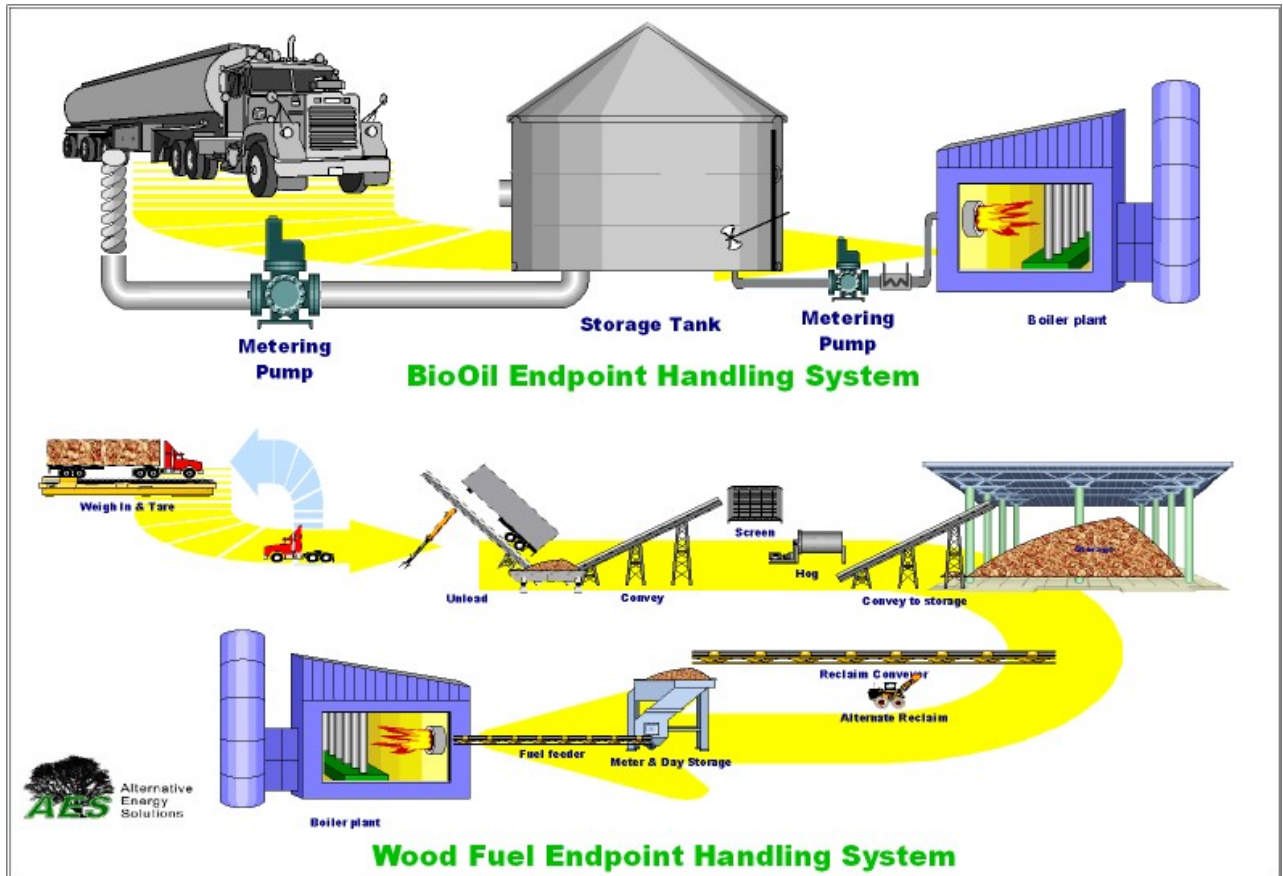 Metering
Pump
Storage Tank
Metering
Pump
Boiler plant
BioOil Endpoint Handling System
Weigh In & Tare
Unload
Convey
Screen
Hog
Convey to storage
Storage
Reclaim Conveyor
Alternate Reclaim
Meter & Day Storage
Fuel feeder
Boiler plant
AES
Alternative
Energy
Solutions
Wood Fuel Endpoint Handling System